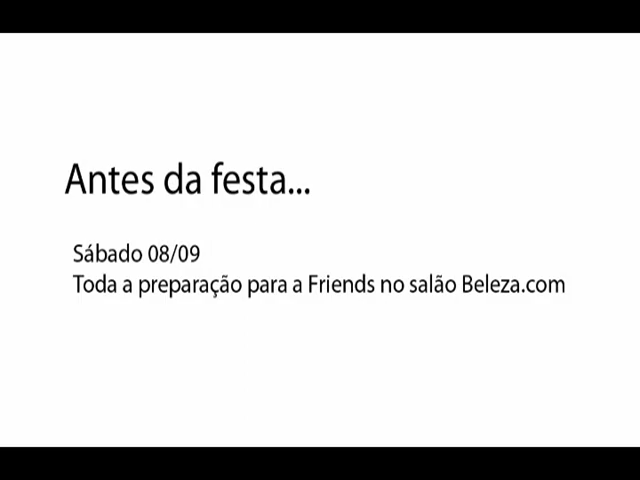 Antes da festa...
Sábado 08/09
Toda a preparação para a Friends no salão Beleza.com